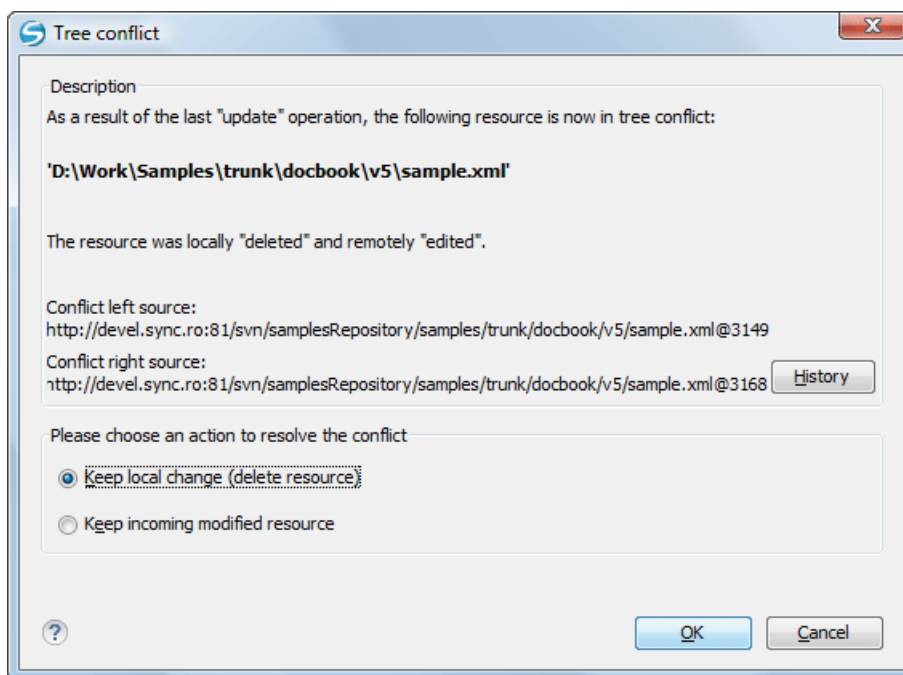 Tree conflict
Description
As a result of the last "update" operation, the following resource is now in tree conflict:
'D:\Work\Samples\trunk\docbook\v5\sample.xml'
The resource was locally "deleted" and remotely "edited".
Conflict left source:
http://devel.sync.ro:81/svn/samplesRepository/samples/trunk/docbook/v5/sample.xml@3149
Conflict right source:
http://devel.sync.ro:81/svn/samplesRepository/samples/trunk/docbook/v5/sample.xml@3168
History
Please choose an action to resolve the conflict
Keep local change (delete resource)
Keep incoming modified resource
?
OK
Cancel